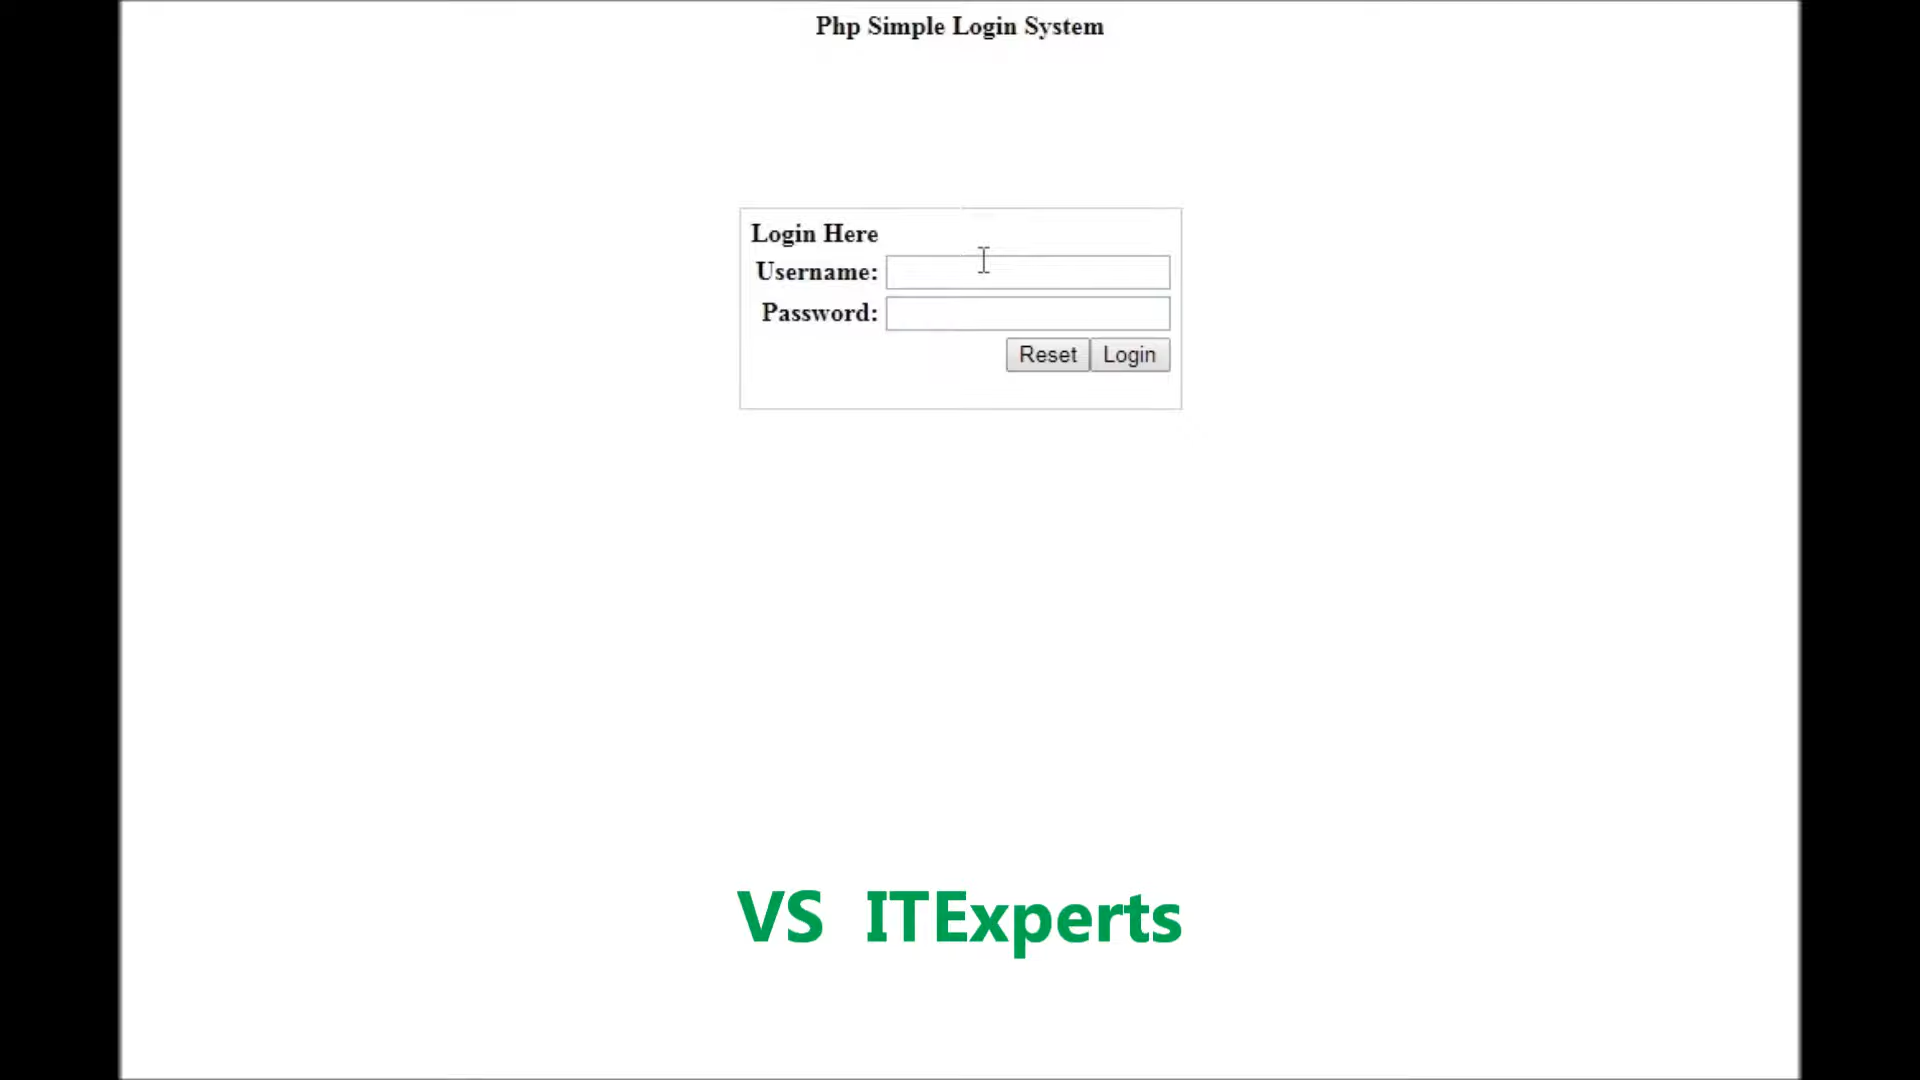 Php Simple Login System
Login Here
Username:
Password:
Reset Login
VS ITExperts